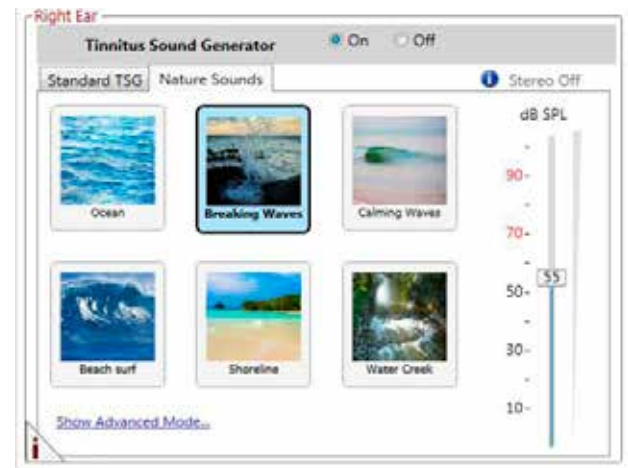 Right Ear
Tinnitus Sound Generator On Off
Standard TSG Nature Sounds i Stereo Off
dB SPL
90-
70-
Ocean Breaking Waves Calming Waves
55
50-
30-
Beach surf Shoreline Water Creek
10-
Show Advanced Mode...
i